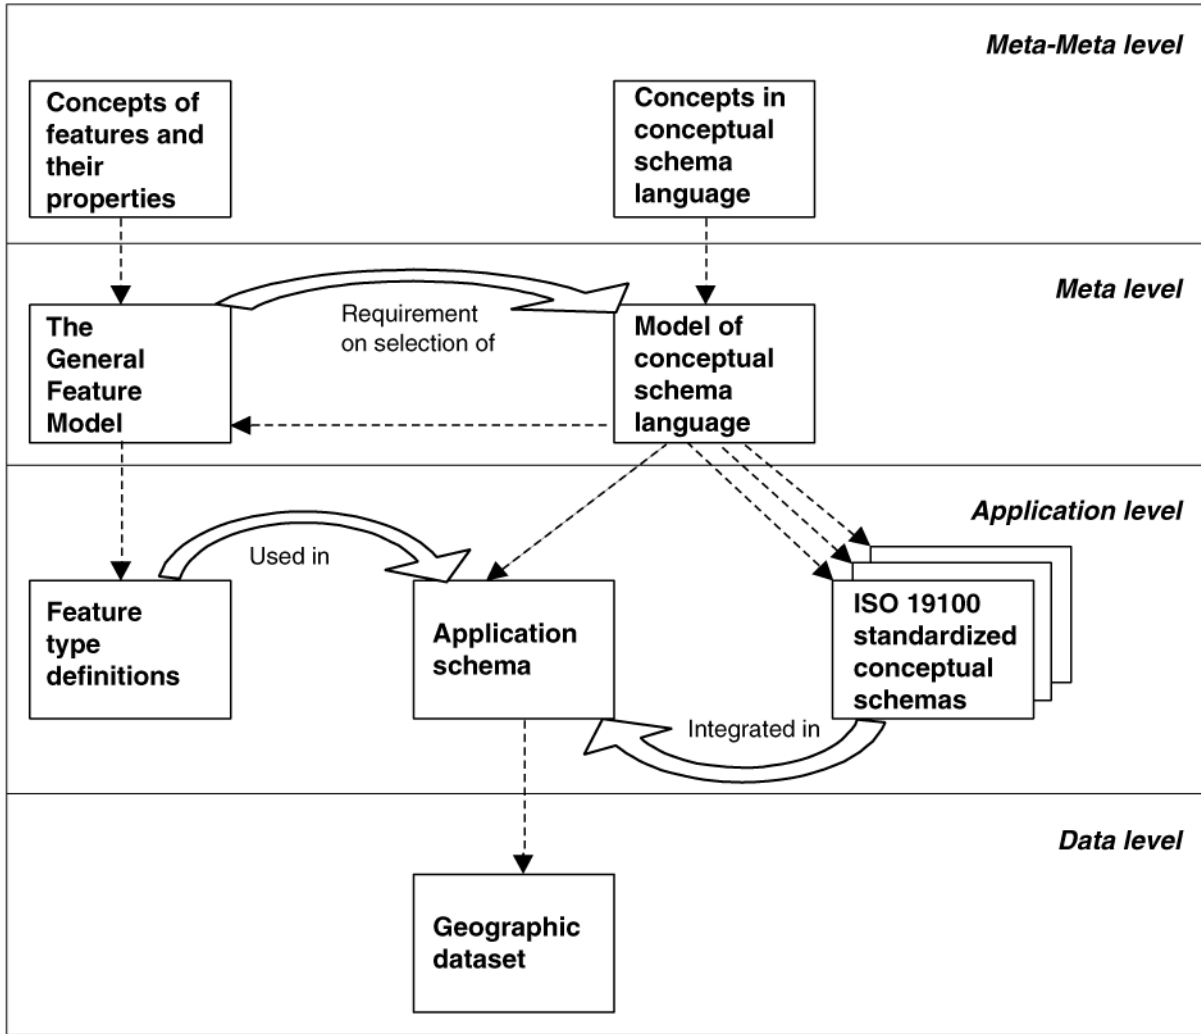 Meta-Meta level
Concepts of
features and
their
properties
Concepts in
conceptual
schema
language
Meta level
Requirement
on selection of
The
General
Feature
Model
Model of
conceptual
schema
language
Application level
Used in
Feature
type
definitions
Application
schema
ISO 19100
standardized
conceptual
schemas
Integrated in
Data level
Geographic
dataset